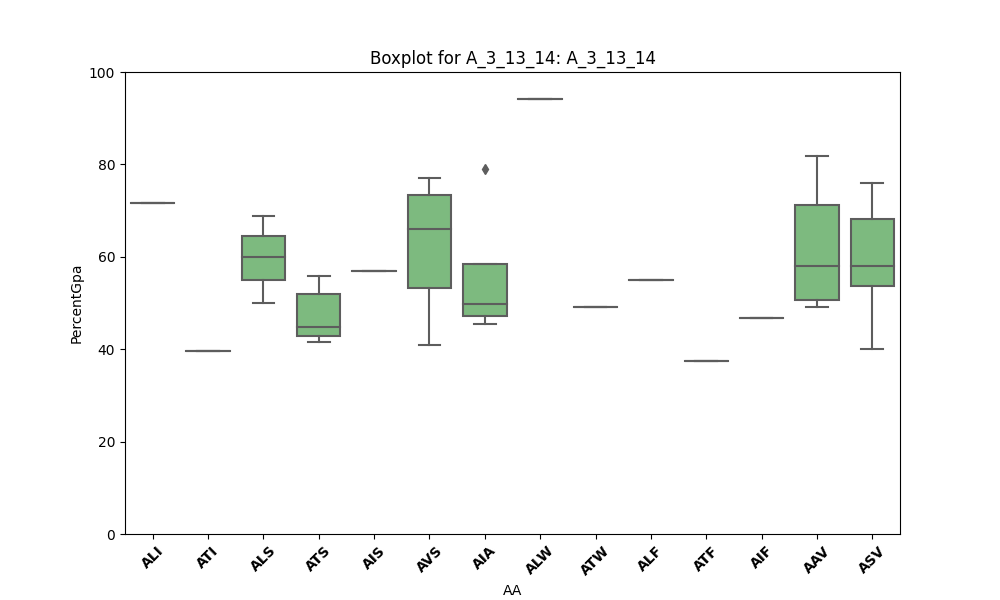 Boxplot for A_3_13_14: A_3_13_14
100
80
60
40
20
0
PercentGpa
ALI ATI ALS ATS AIS AVS AIA ALW ATW ALF ATF AIF AAV ASV
AA